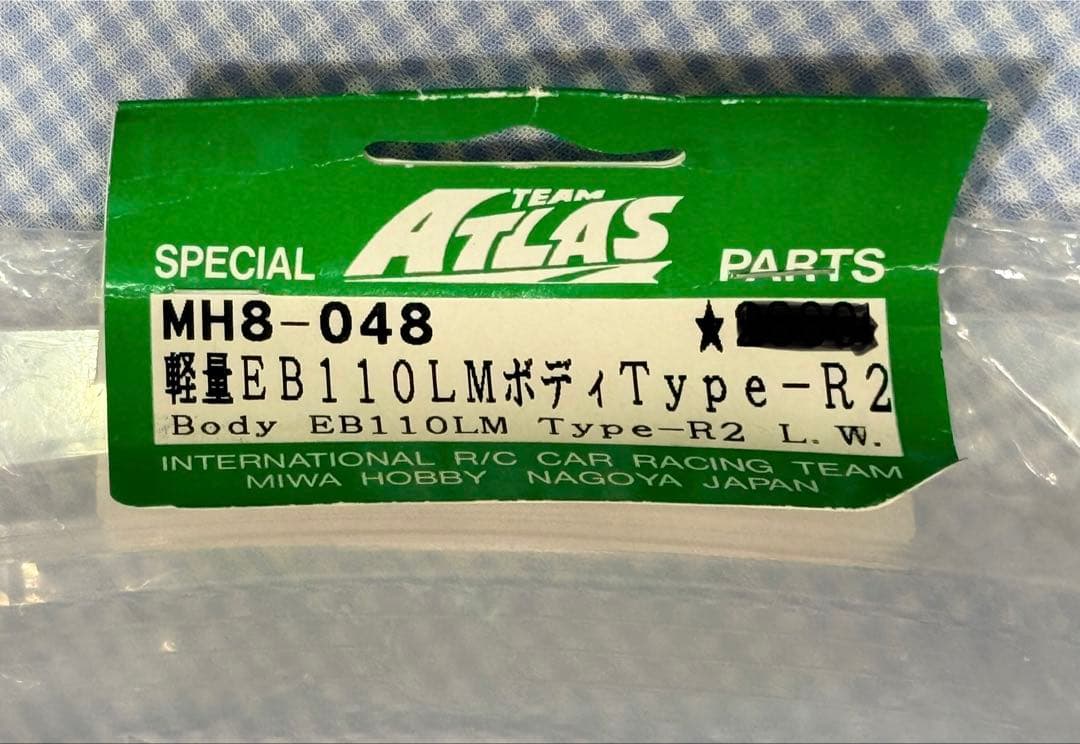 TEAM
ATLAS
SPECIAL PARTS
MH8-048 ★
軽量EB110LMボディType-R2
Body EB110LM Type-R2 L.W.
INTERNATIONAL R/C CAR RACING TEAM
MIWA HOBBY NAGOYA JAPAN